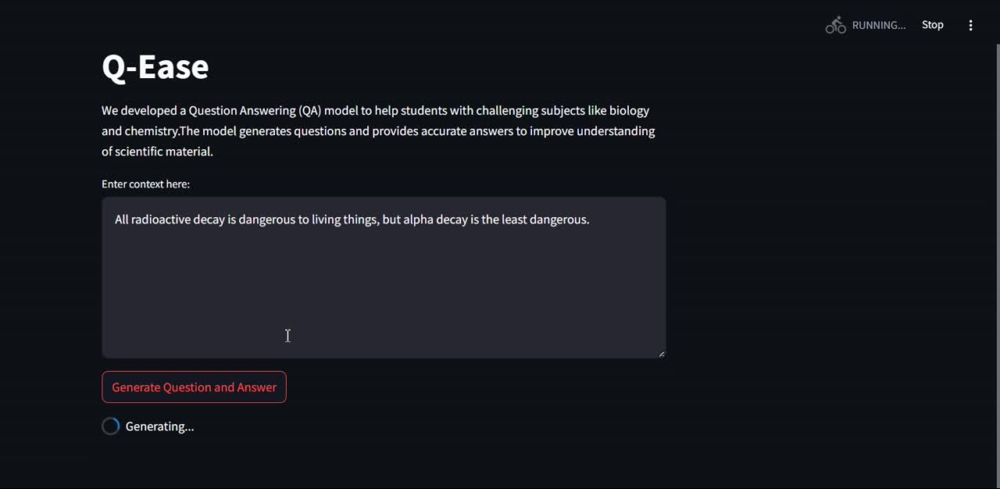 RUNNING...
Stop
Q-Ease
We developed a Question Answering (QA) model to help students with challenging subjects like biology
and chemistry.The model generates questions and provides accurate answers to improve understanding
of scientific material.
Enter context here:
All radioactive decay is dangerous to living things, but alpha decay is the least dangerous.
Generate Question and Answer
Generating...